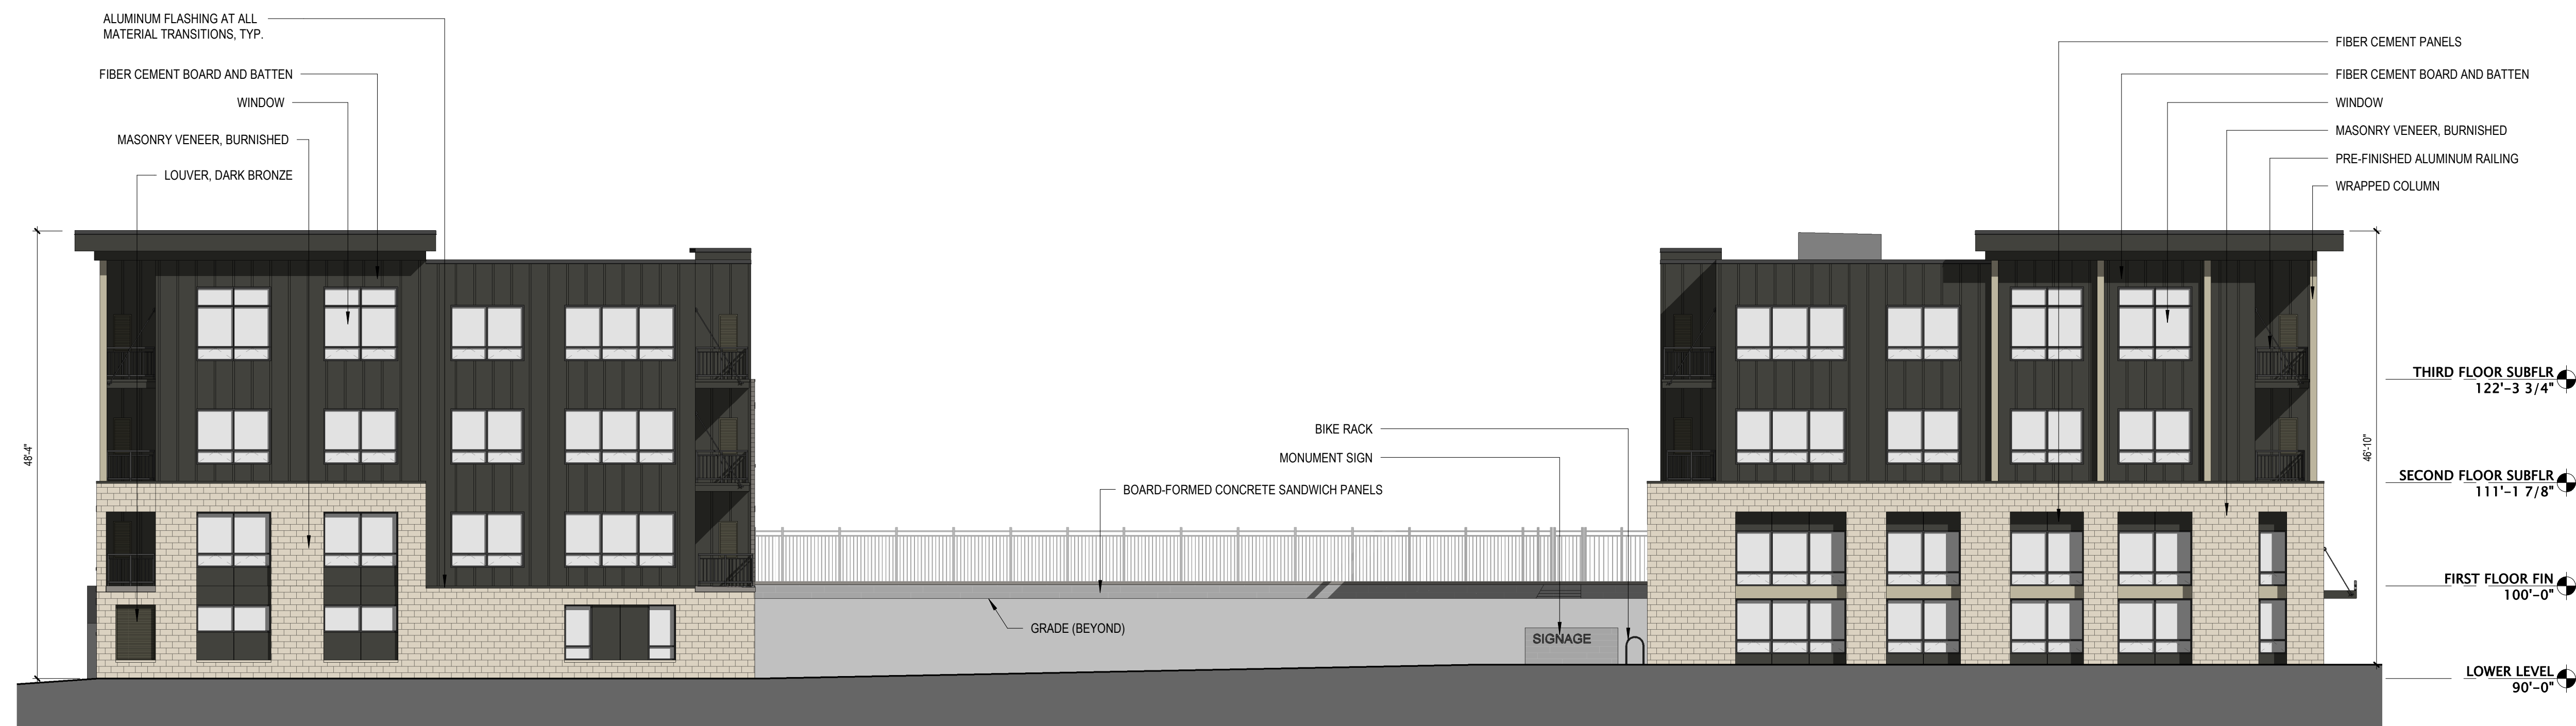 ALUMINUM FLASHING AT ALL
MATERIAL TRANSITIONS, TYP.
FIBER CEMENT BOARD AND BATTEN
WINDOW
MASONRY VENEER, BURNISHED
LOUVER, DARK BRONZE
48'-4"
BIKE RACK
MONUMENT SIGN
BOARD-FORMED CONCRETE SANDWICH PANELS
GRADE (BEYOND)
SIGNAGE
FIBER CEMENT PANELS
FIBER CEMENT BOARD AND BATTEN
WINDOW
MASONRY VENEER, BURNISHED
PRE-FINISHED ALUMINUM RAILING
WRAPPED COLUMN
46'-10"
THIRD FLOOR SUBFLR
122'-3 3/4"
SECOND FLOOR SUBFLR
111'-1 7/8"
FIRST FLOOR FIN
100'-0"
LOWER LEVEL
90'-0"